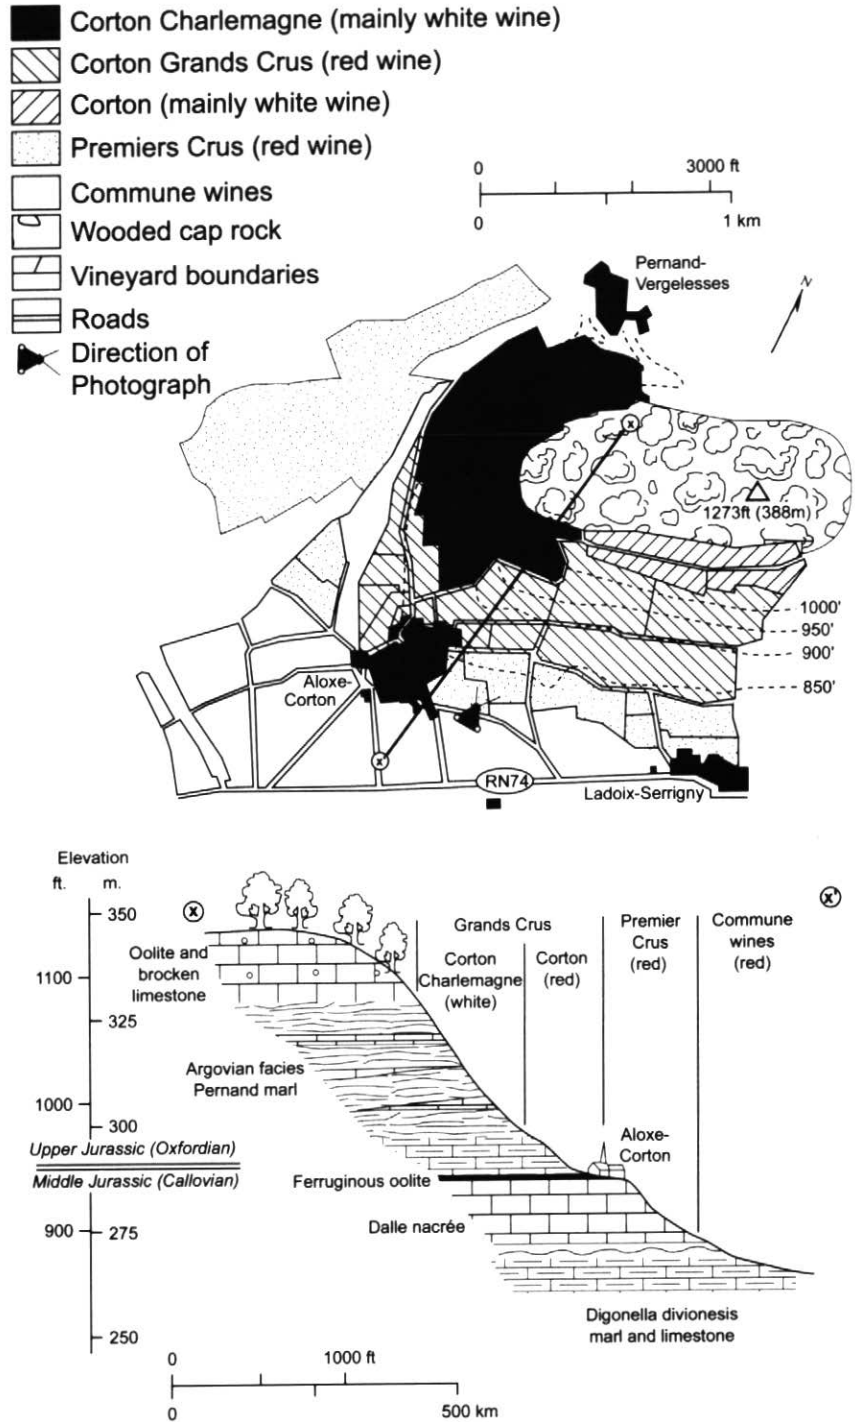 Corton Charlemagne (mainly white wine)
Corton Grands Crus (red wine)
Corton (mainly white wine)
Premiers Crus (red wine)
Commune wines
Wooded cap rock
Vineyard boundaries
Roads
Direction of
Photograph
0 3000 ft
0 1 km
Pernand-
Vergelesses
N
x
1273ft (388m)
1000'
950'
900'
850'
Aloxe-
Corton
x'
RN74
Ladoix-Serrigny
Elevation
ft. m.
350
1100
325
1000
300
Upper Jurassic (Oxfordian)
Middle Jurassic (Callovian)
900
275
250
x
x'
Grands Crus
Corton
Charlemagne
(white)
Corton
(red)
Premier
Crus
(red)
Commune
wines
(red)
Oolite and
brocken
limestone
Argovian facies
Pernand marl
Aloxe-
Corton
Ferruginous oolite
Dalle nacrée
Digonella divionesis
marl and limestone
0 1000 ft
0 500 km